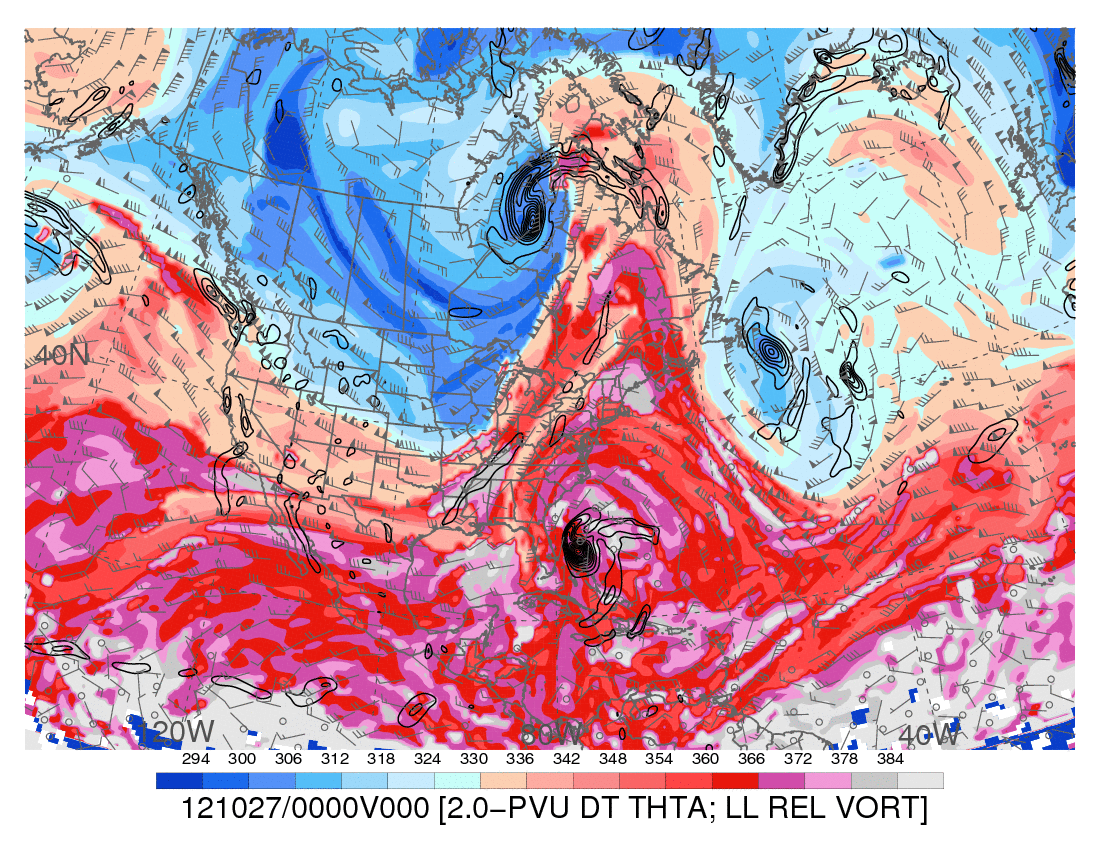 40N
120W
80W
40W
294 300 306 312 318 324 330 336 342 348 354 360 366 372 378 384
121027/0000V000 [2.0−PVU DT THTA; LL REL VORT]